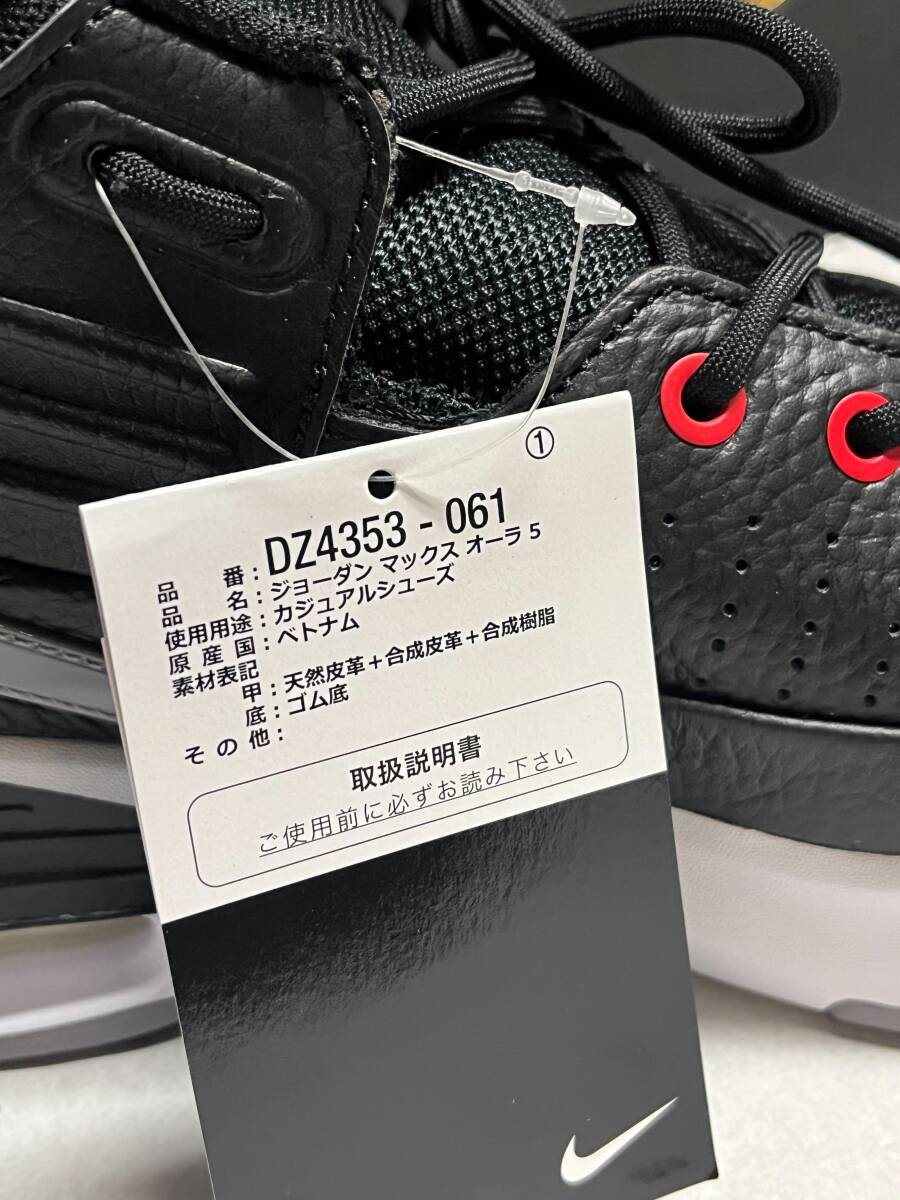 ①
品 番: DZ4353 - 061
品 名: ジョーダン マックス オーラ 5
使用用途: カジュアルシューズ
原 産 国: ベトナム
素材表記
甲: 天然皮革+合成皮革+合成樹脂
底: ゴム底
そ の 他:
取扱説明書
ご使用前に必ずお読み下さい